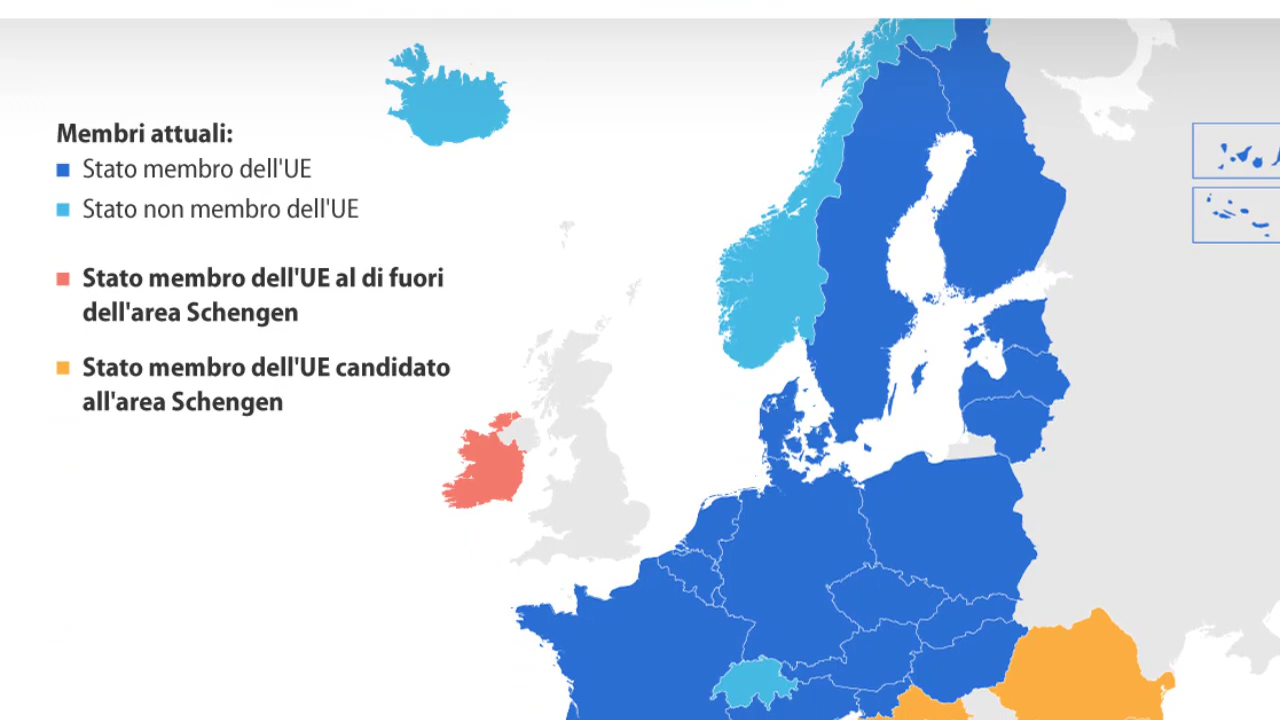 Membri attuali:
Stato membro dell'UE
Stato non membro dell'UE
Stato membro dell'UE al di fuori
dell'area Schengen
Stato membro dell'UE candidato
all'area Schengen